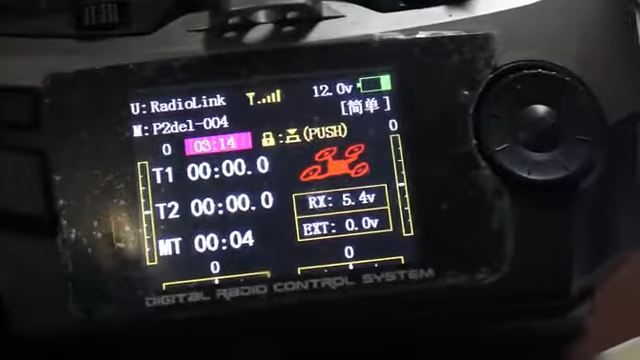 U:RadioLink 12.0v
M:P2del-004 [简单]
0 03:14 :(PUSH) 0
T1 00:00.0
T2 00:00.0 RX: 5.4v
EXT: 0.0v
MT 00:04
0 0
DIGITAL RADIO CONTROL SYSTEM